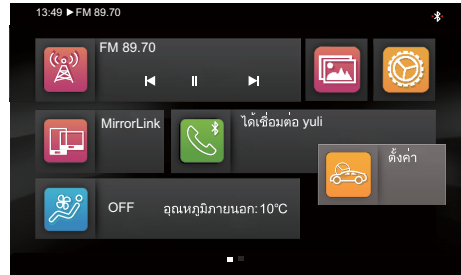 13:49 ▶ FM 89.70
FM 89.70
MirrorLink
ได้เชื่อมต่อ yuli
ตั้งค่า
OFF
อุณหภูมิภายนอก: 10°C